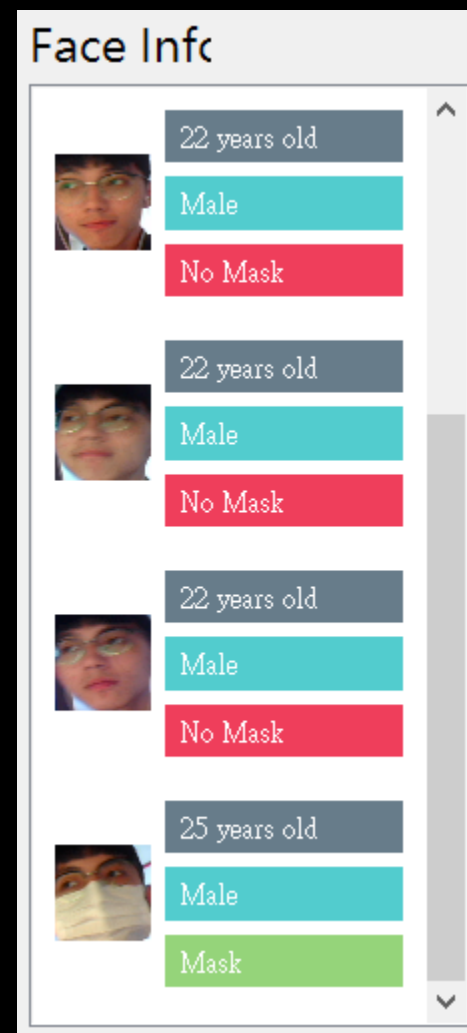 Face Info
22 years old
Male
No Mask
22 years old
Male
No Mask
22 years old
Male
No Mask
25 years old
Male
Mask